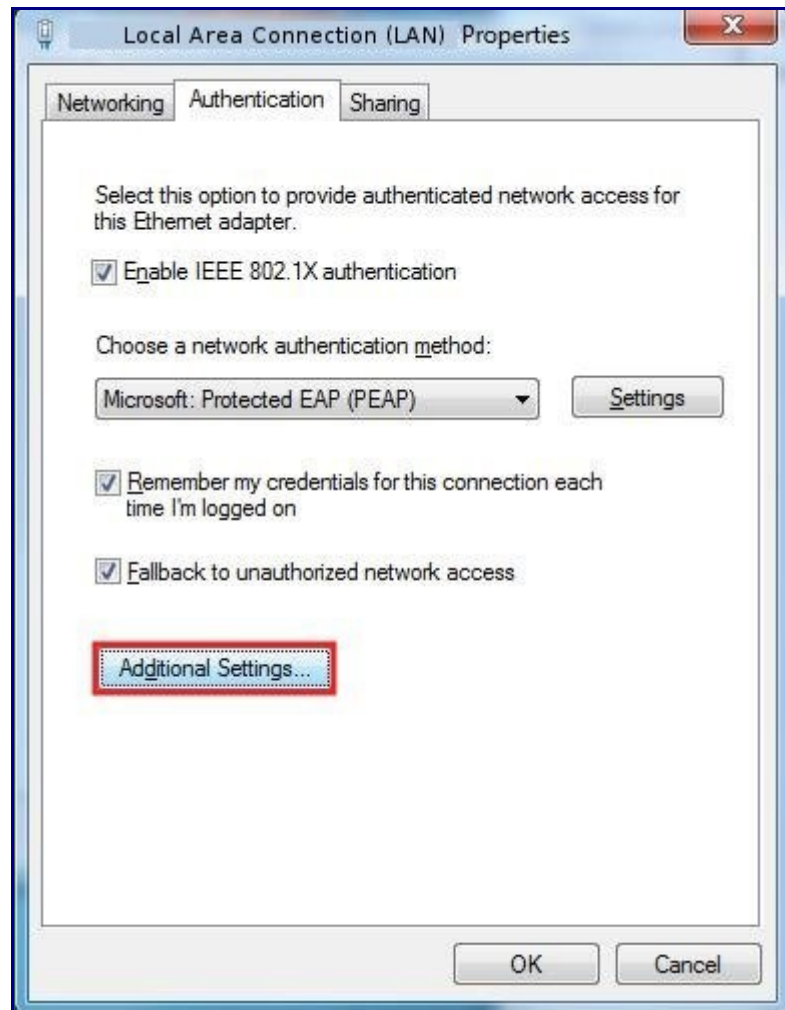 Local Area Connection (LAN) Properties
Networking
Authentication
Sharing
Select this option to provide authenticated network access for
this Ethernet adapter.
Enable IEEE 802.1X authentication
Choose a network authentication method:
Microsoft: Protected EAP (PEAP)
Settings
Remember my credentials for this connection each
time I'm logged on
Fallback to unauthorized network access
Additional Settings...
OK
Cancel